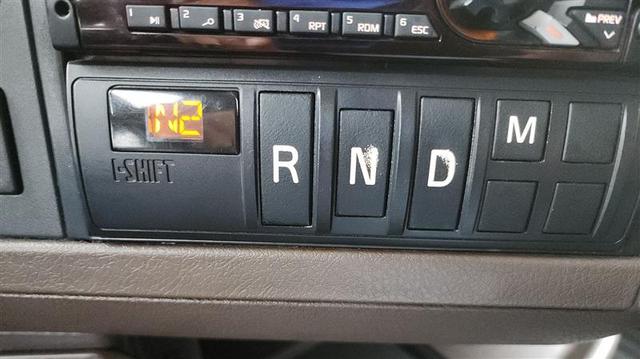 1 2 3 4 RPT 5 RDM 6 ESC PREV
N2
I-SHIFT
R N D M